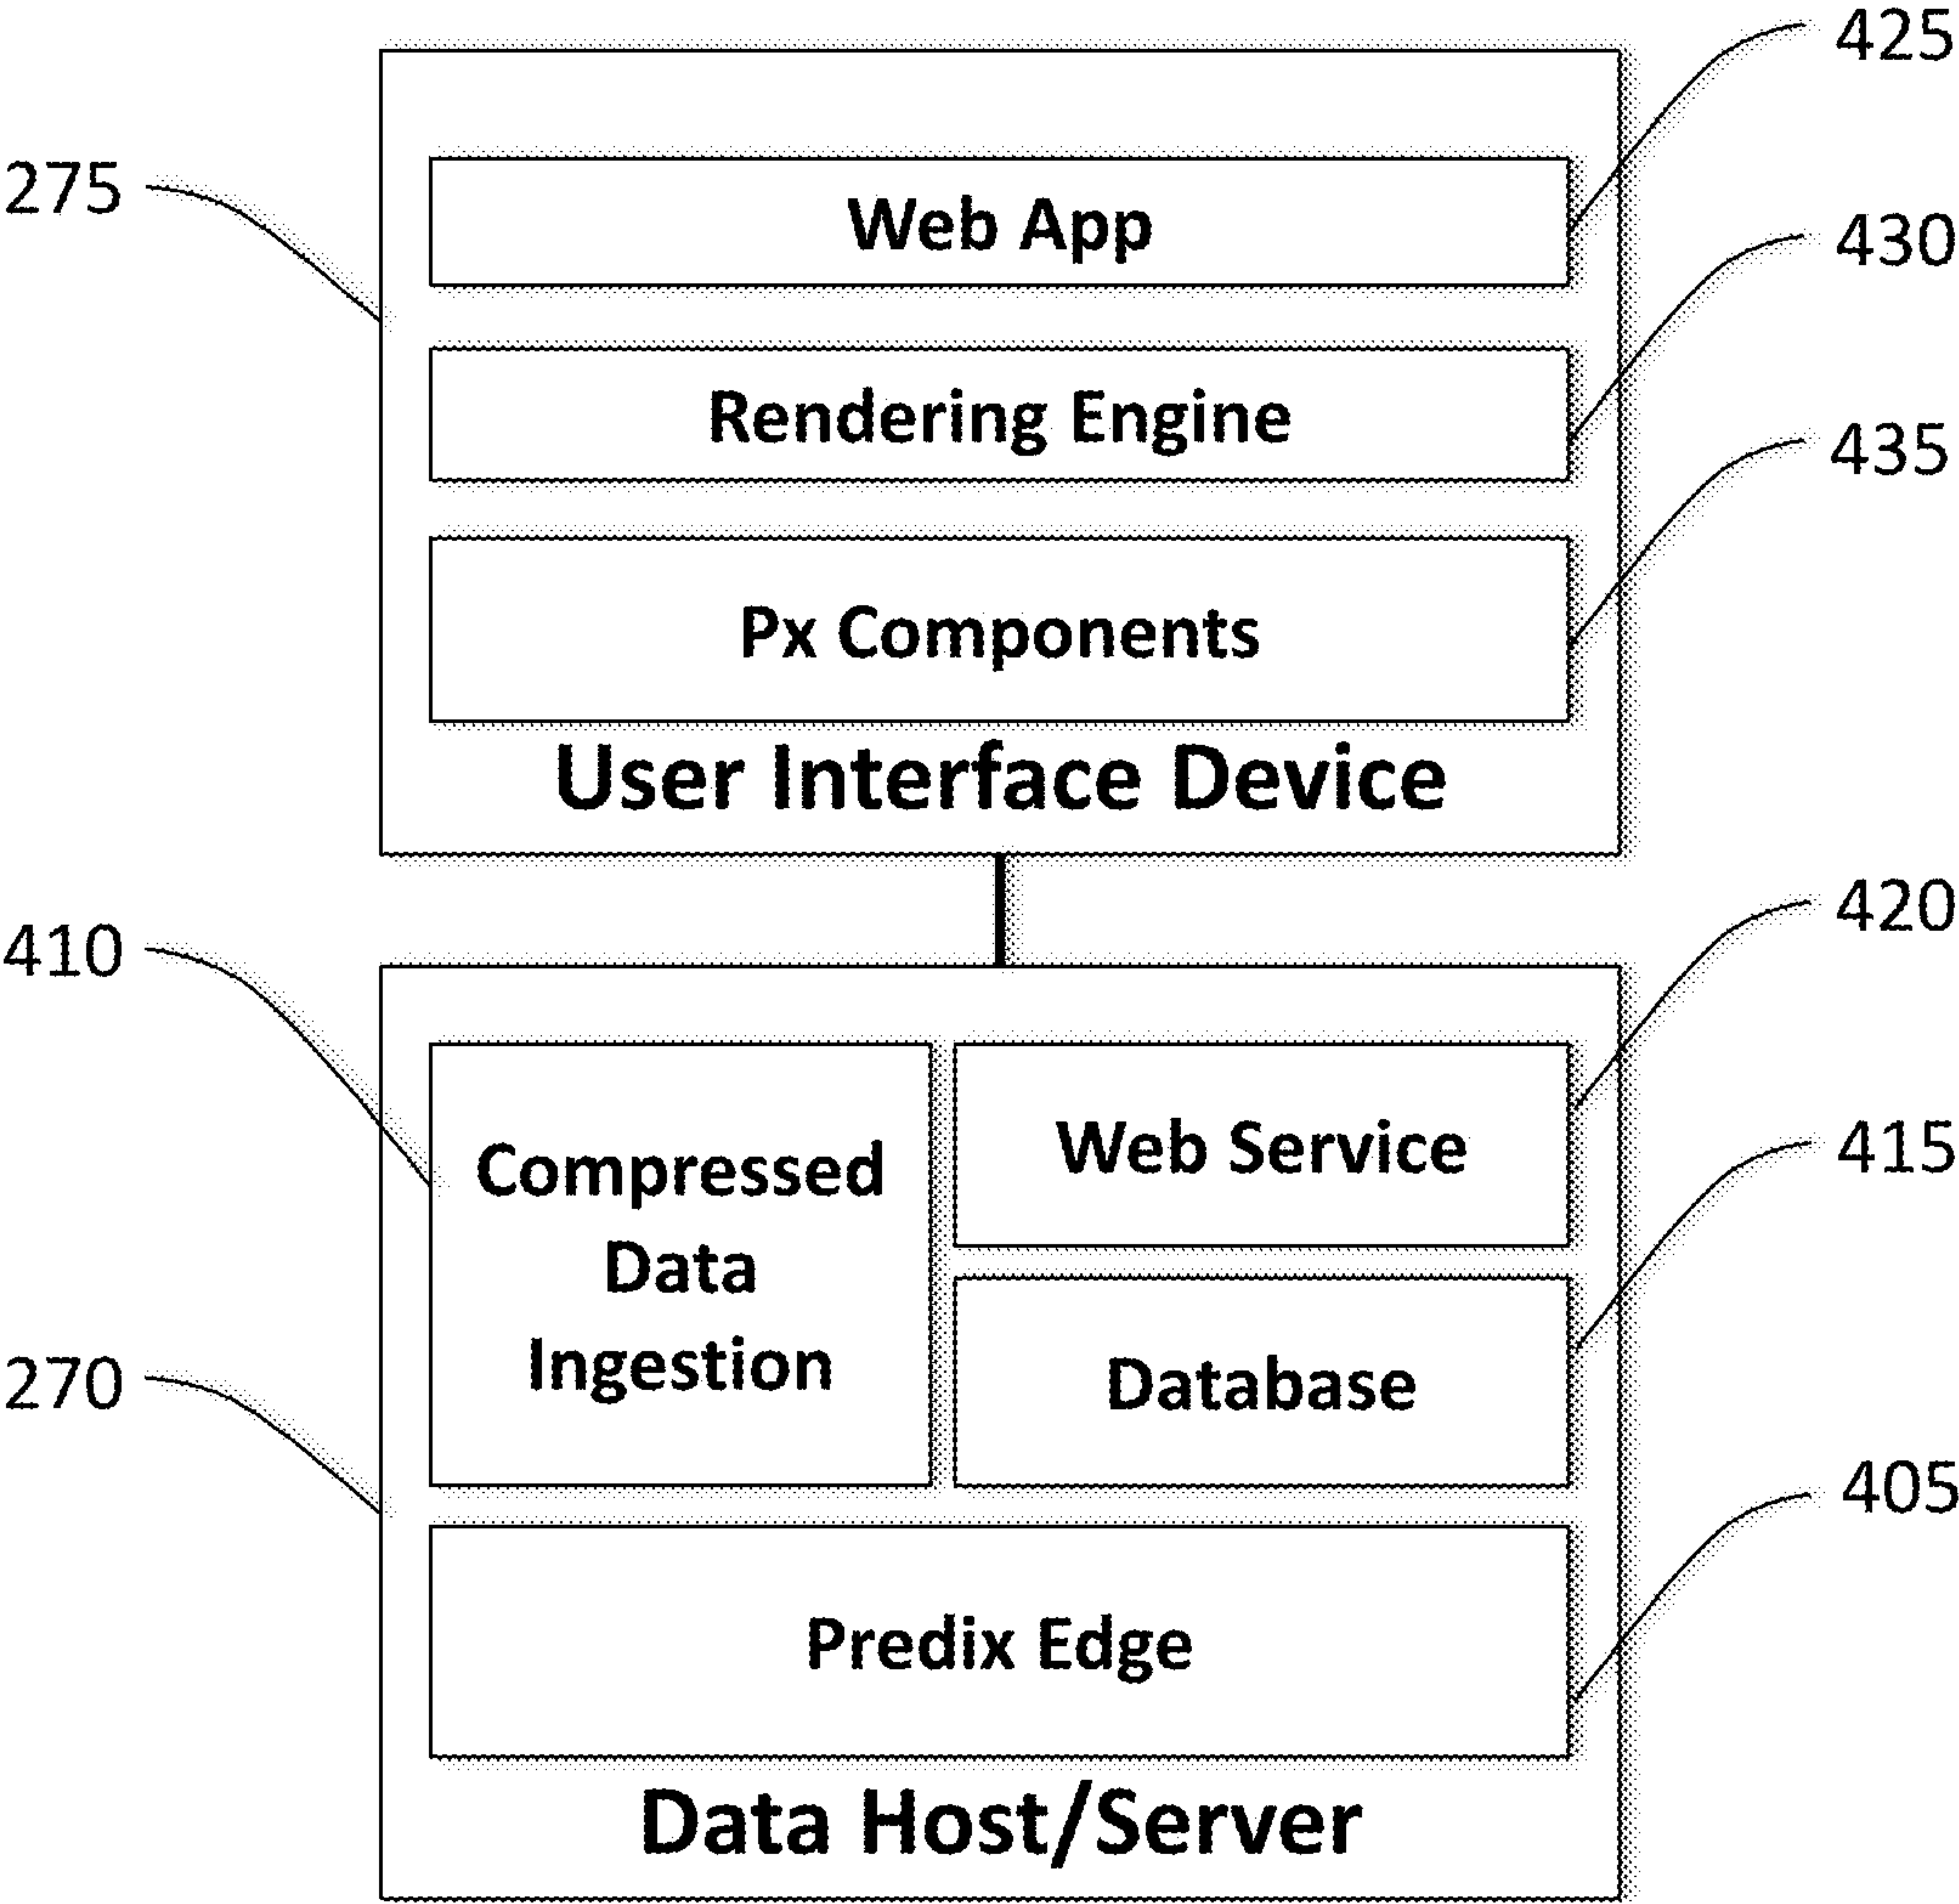 425
275
Web App
430
Rendering Engine
435
Px Components
User Interface Device
420
410
Web Service
Compressed
Data
Ingestion
415
Database
270
405
Predix Edge
Data Host/Server